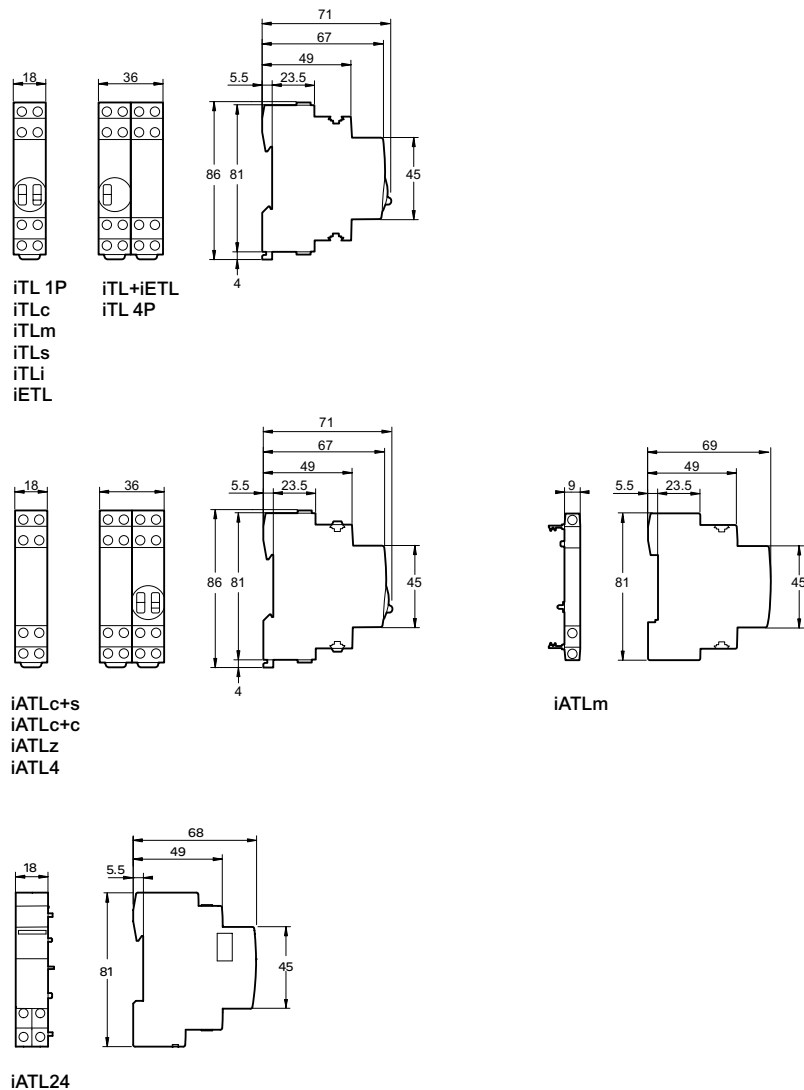 71
67
49
18
36
5.5
23.5
86
81
45
4
iTL 1P
iTLc
iTLm
iTLs
iTLi
iETL
iTL+iETL
iTL 4P
71
67
49
18
36
5.5
23.5
86
81
45
4
iATLc+s
iATLc+c
iATLz
iATL4
69
49
9
5.5
23.5
81
45
iATLm
68
49
18
5.5
81
45
iATL24